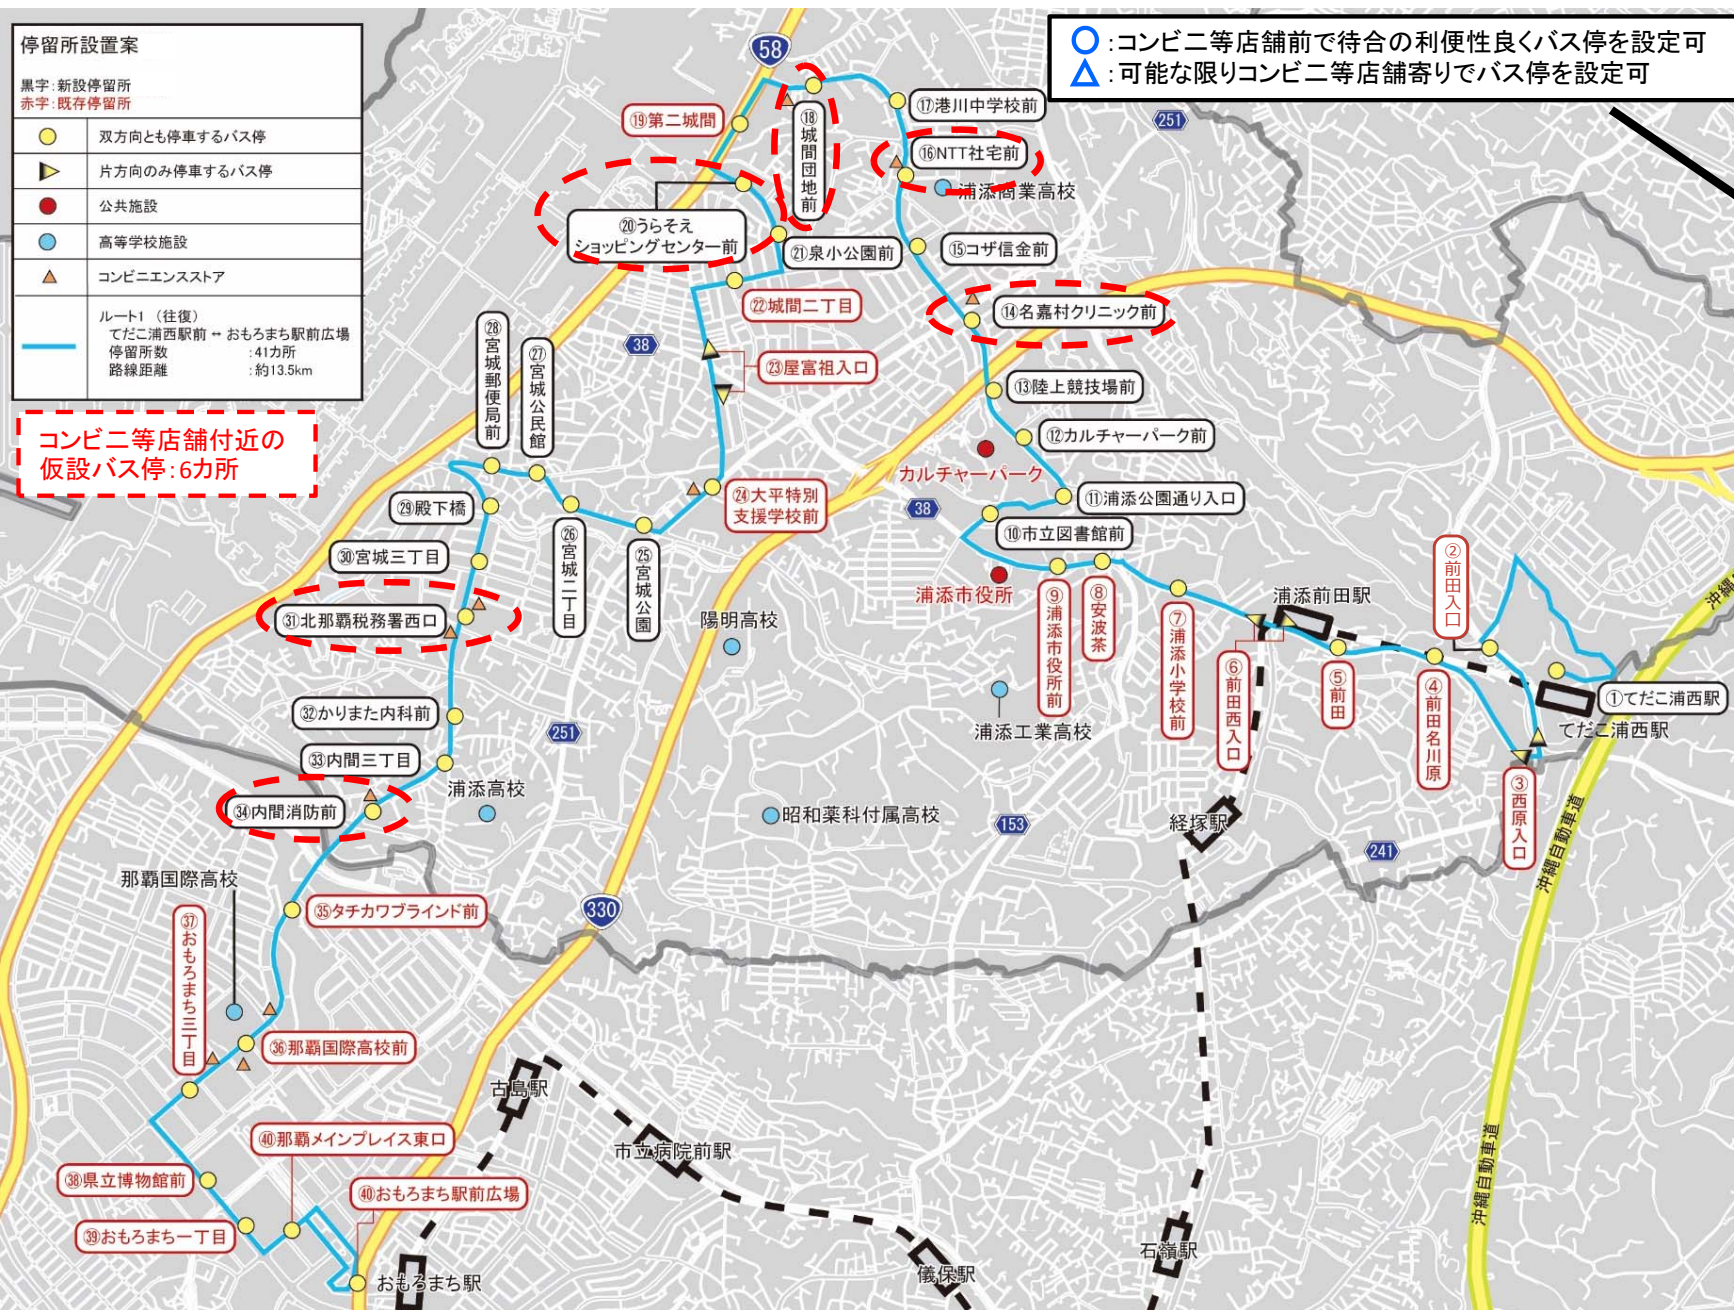 停留所設置案
黒字:新設停留所
赤字:既存停留所
双方向とも停車するバス停
片方向のみ停車するバス停
公共施設
高等学校施設
コンビニエンスストア
ルート1 （往復）
てだこ浦西駅前 ↔ おもろまち駅前広場
停留所数 :41カ所
路線距離 :約13.5km
○:コンビニ等店舗前で待合の利便性良くバス停を設定可
△:可能な限りコンビニ等店舗寄りでバス停を設定可
コンビニ等店舗付近の
仮設バス停:6カ所
58
⑲第二城間
⑱城間団地前
⑰港川中学校前
251
⑯NTT社宅前
浦添商業高校
⑳うらそえ
ショッピングセンター前
㉑泉小公園前
⑮コザ信金前
㉒城間二丁目
⑭名嘉村クリニック前
38
㉓屋富祖入口
⑬陸上競技場前
㉘宮城郵便局前
㉗宮城公民館
⑫カルチャーパーク前
カルチャーパーク
㉔大平特別
支援学校前
⑪浦添公園通り入口
38
㉙殿下橋
⑩市立図書館前
㉖宮城二丁目
㉕宮城公園
㉚宮城三丁目
②前田入口
浦添市役所
⑨浦添市役所前
⑧安波茶
⑦浦添小学校前
浦添前田駅
沖縄
㉛北那覇税務署西口
陽明高校
⑥前田西入口
⑤前田
④前田名川原
①てだこ浦西駅
てだこ浦西駅
㉜かりまた内科前
251
浦添工業高校
㉝内間三丁目
浦添高校
③西原入口
㉞内間消防前
昭和薬科付属高校
153
経塚駅
241
沖縄自動車道
那覇国際高校
㉟タチカワブラインド前
330
㊲おもろまち三丁目
㊱那覇国際高校前
古島駅
㊵那覇メインプレイス東口
市立病院前駅
沖縄自動車道
㊳県立博物館前
㊵おもろまち駅前広場
㊴おもろまち一丁目
おもろまち駅
儀保駅
石嶺駅